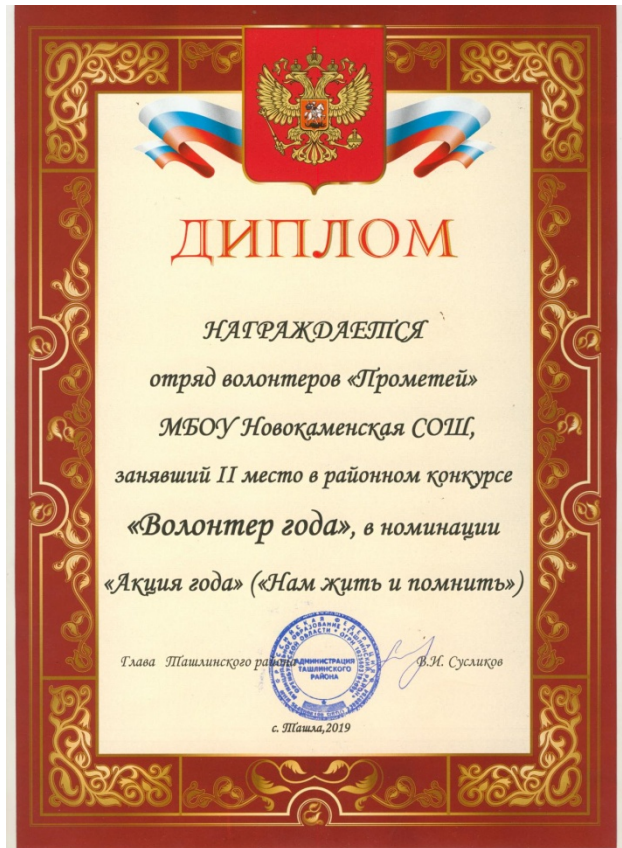 ДИПЛОМ
НАГРАЖДАЕТСЯ
отряд волонтеров «Прометей»
МБОУ Новокаменская СОШ,
занявший II место в районном конкурсе
«Волонтер года», в номинации
«Акция года» («Нам жить и помнить»)
Глава Ташлинского района В.И. Сусликов
АДМИНИСТРАЦИЯ
ТАШЛИНСКОГО
РАЙОНА
с. Ташла,2019